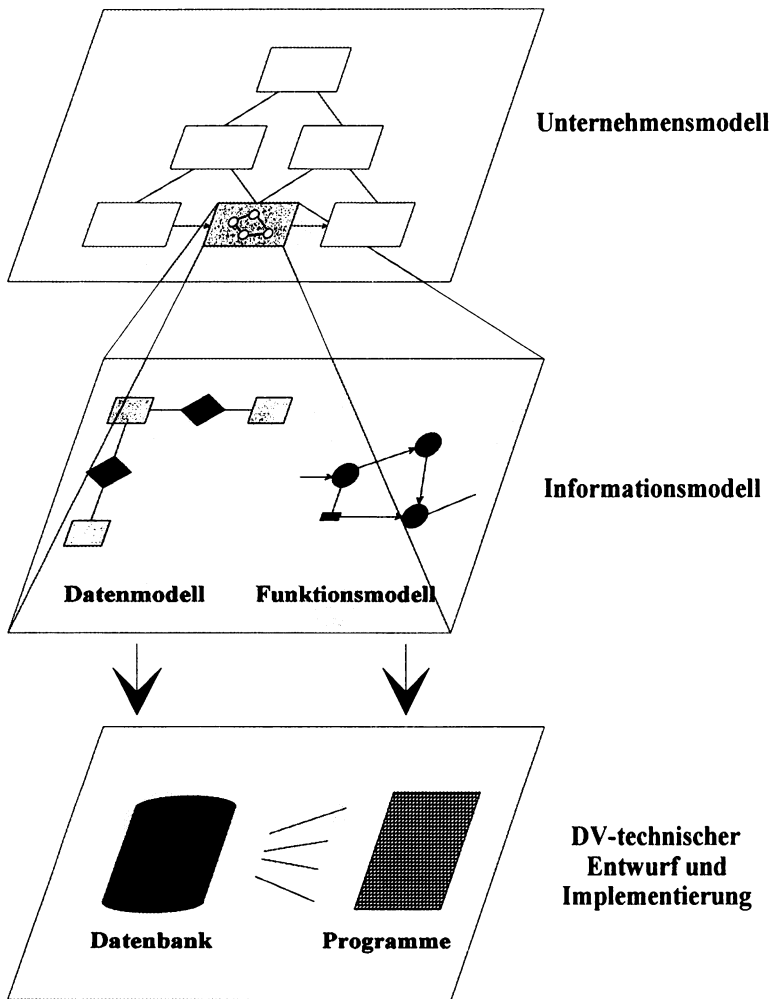 Unternehmensmodell
Informationsmodell
Datenmodell
Funktionsmodell
DV-technischer
Entwurf und
Implementierung
Datenbank
Programme